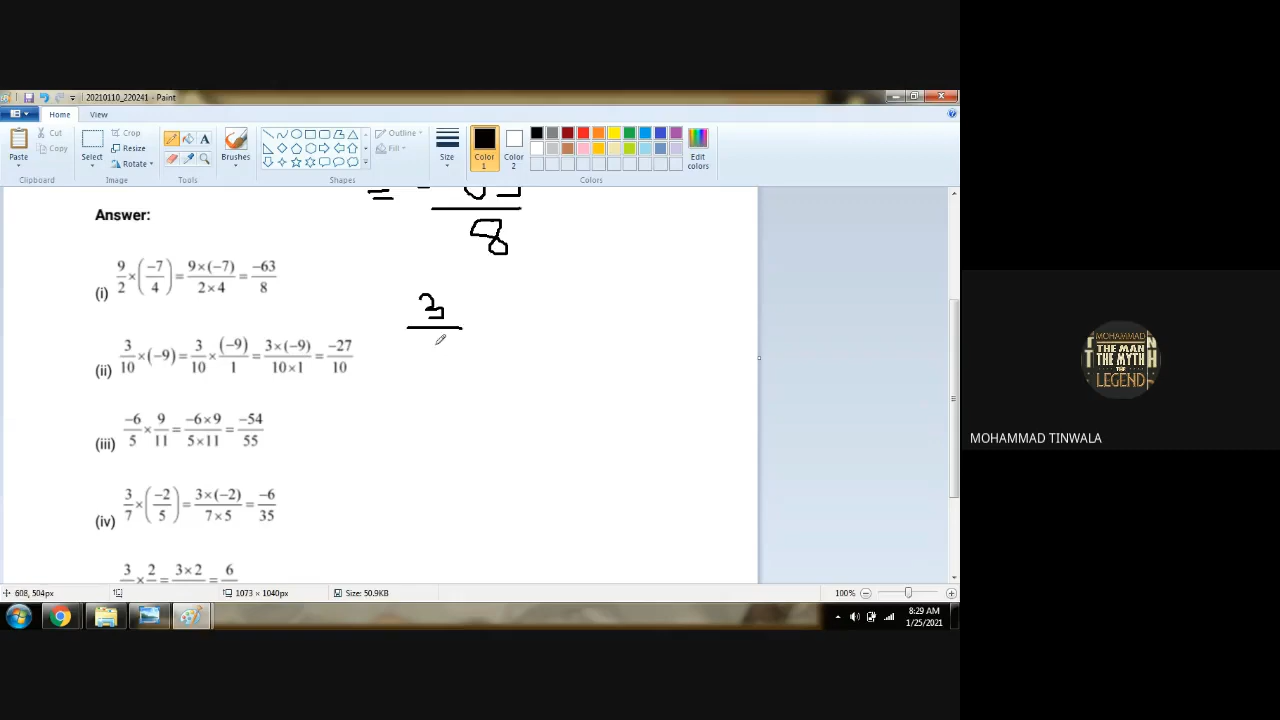 20210110_220241 - Paint
Home View
Paste
Cut
Copy
Clipboard
Select
Crop
Resize
Rotate
Image
A
Tools
Brushes
Outline
Fill
Shapes
Size
Color 1
Color 2
Edit colors
Colors
Answer:
8
(i) 9/2 × (−7/4) = 9×(−7)/2×4 = −63/8
3
(ii) 3/10 ×(−9) = 3/10 × (−9)/1 = 3×(−9)/10×1 = −27/10
(iii) −6/5 × 9/11 = −6×9/5×11 = −54/55
(iv) 3/7 × (−2/5) = 3×(−2)/7×5 = −6/35
3 × 2 = 3×2 = 6
MOHAMMAD
THE MAN
THE MYTH
THE
LEGEND
MOHAMMAD TINWALA
608, 504px
1073 × 1040px
Size: 50.9KB
100%
8:29 AM
1/25/2021